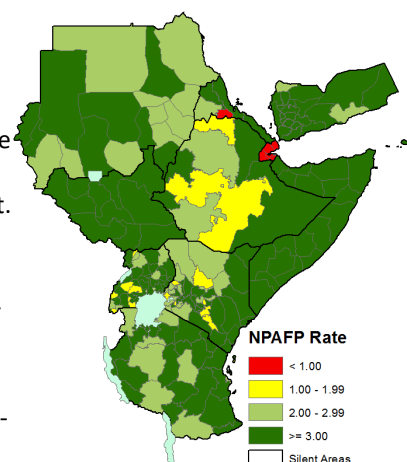 e
t.
-
NPAFP Rate
< 1.00
1.00 - 1.99
2.00 - 2.99
>= 3.00
Silent Areas